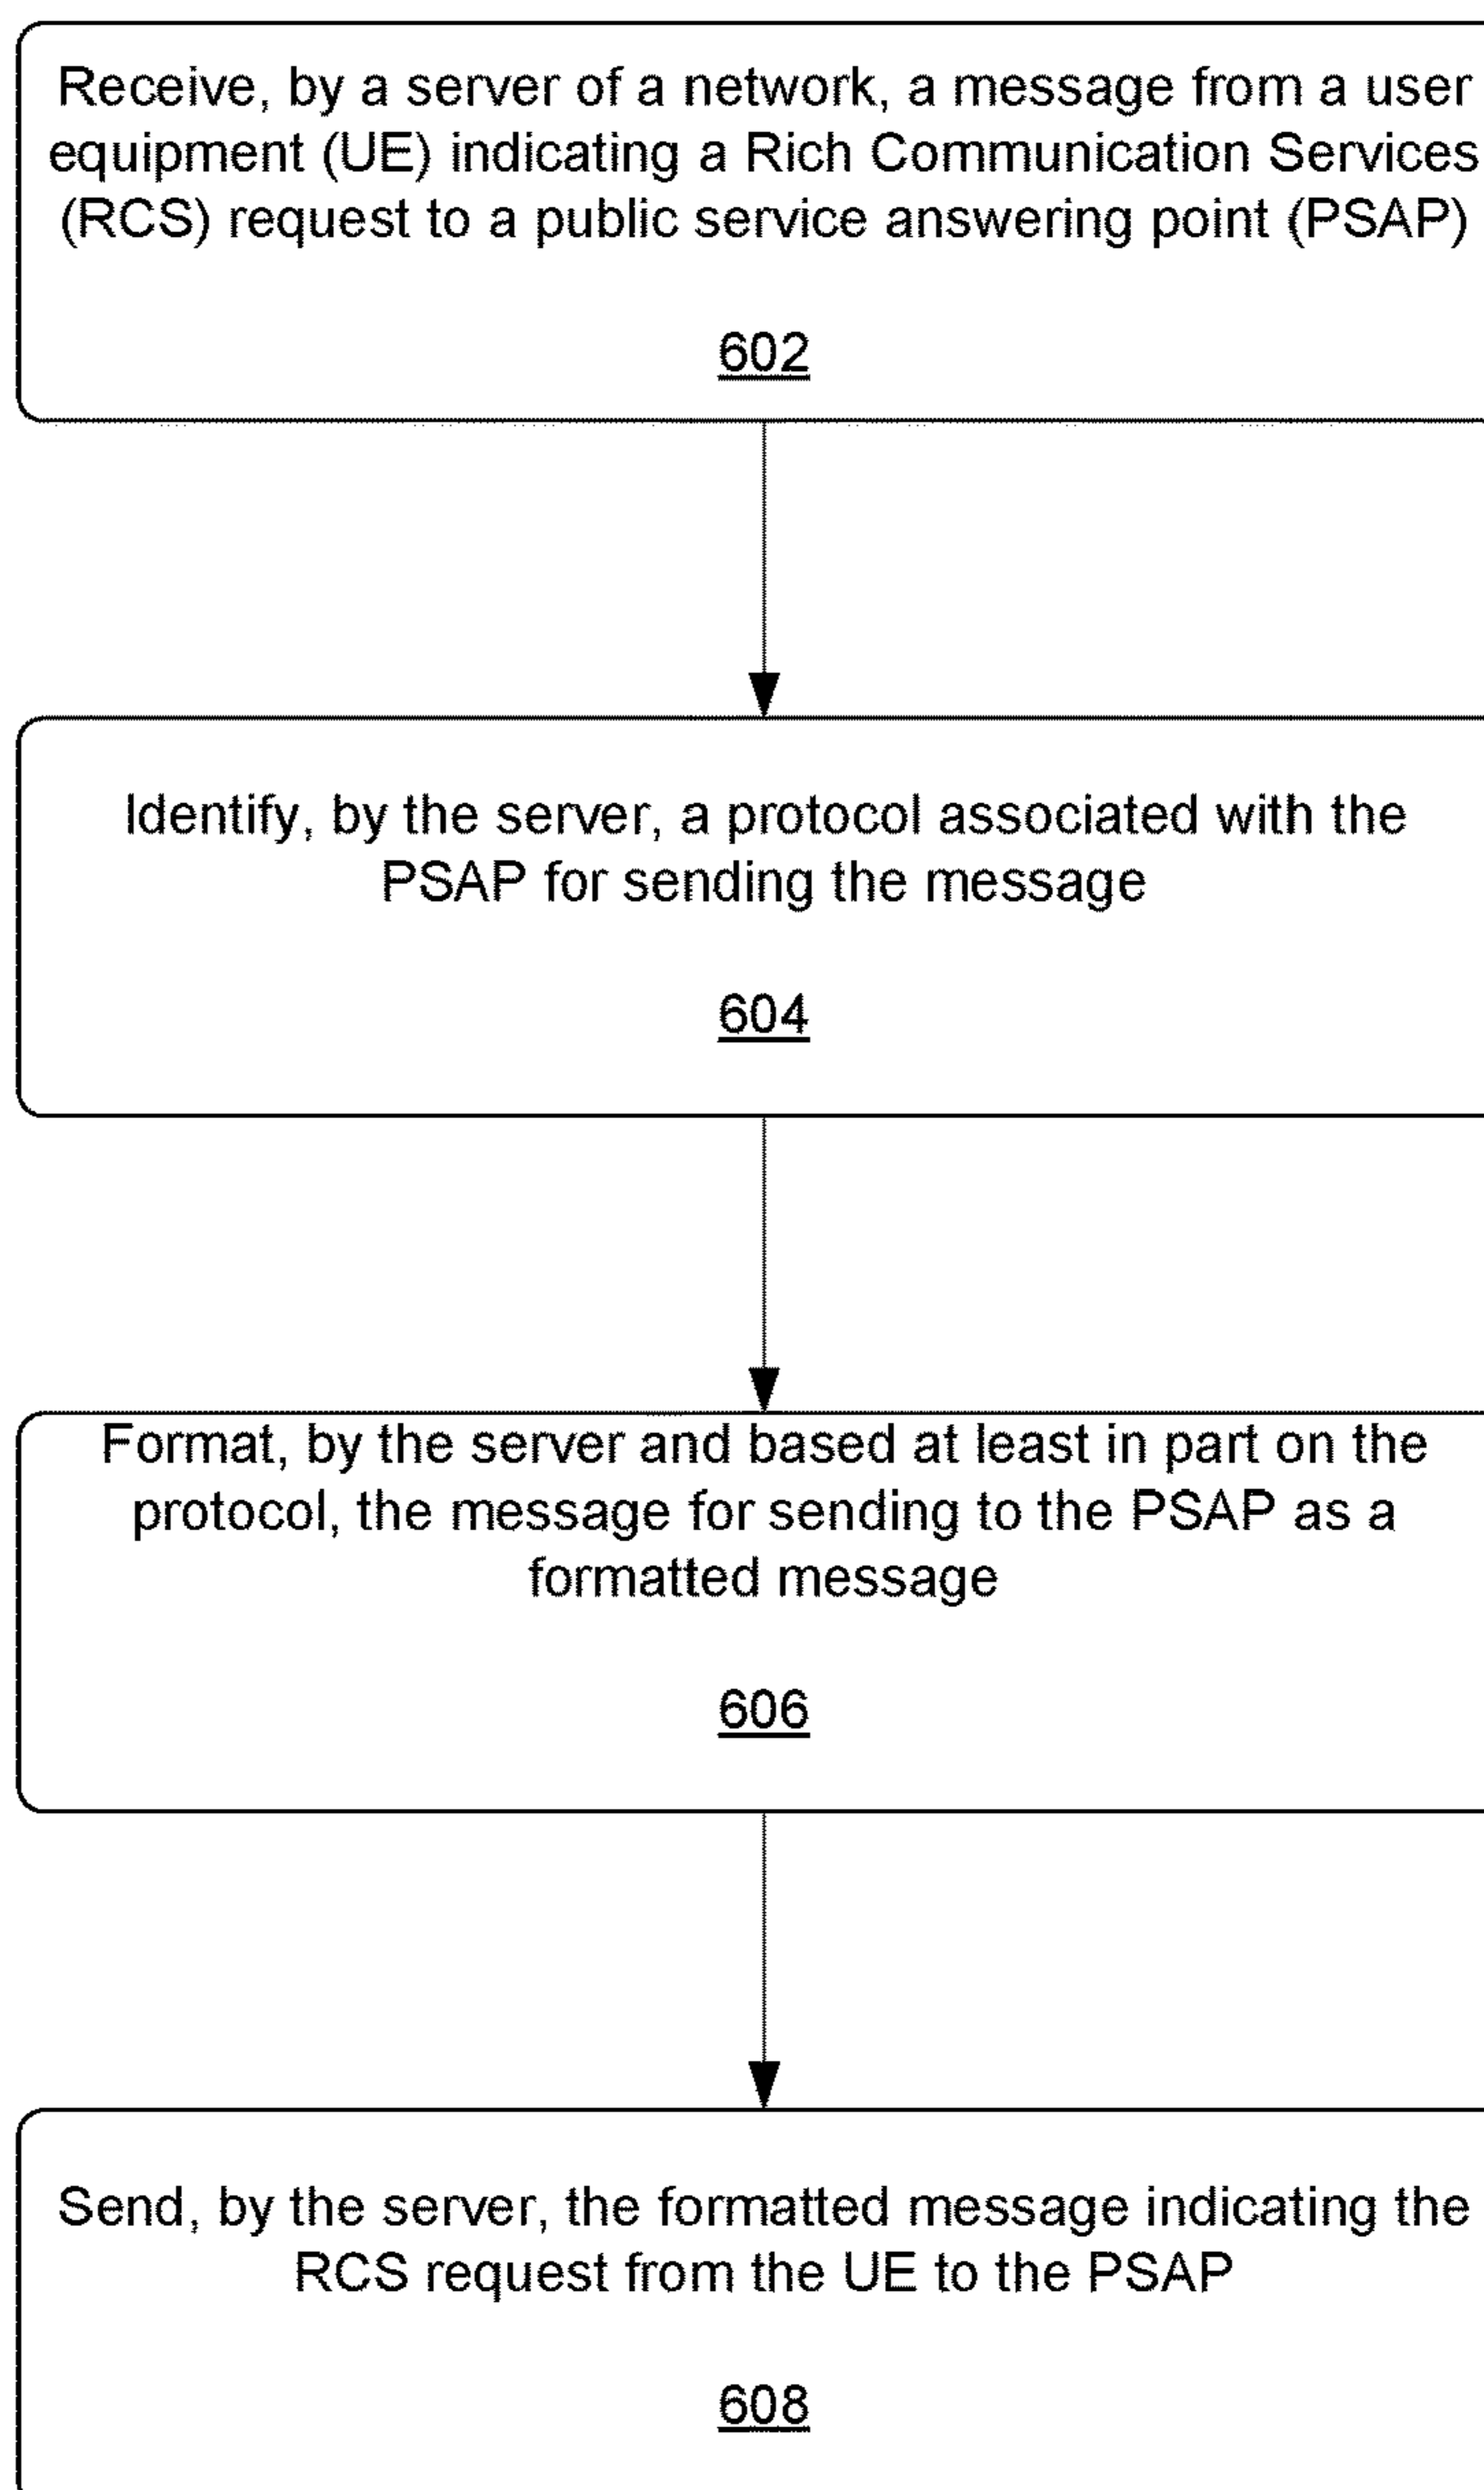 Receive, by a server of a network, a message from a user
equipment (UE) indicating a Rich Communication Services
(RCS) request to a public service answering point (PSAP)
602
Identify, by the server, a protocol associated with the
PSAP for sending the message
604
Format, by the server and based at least in part on the
protocol, the message for sending to the PSAP as a
formatted message
606
Send, by the server, the formatted message indicating the
RCS request from the UE to the PSAP
608